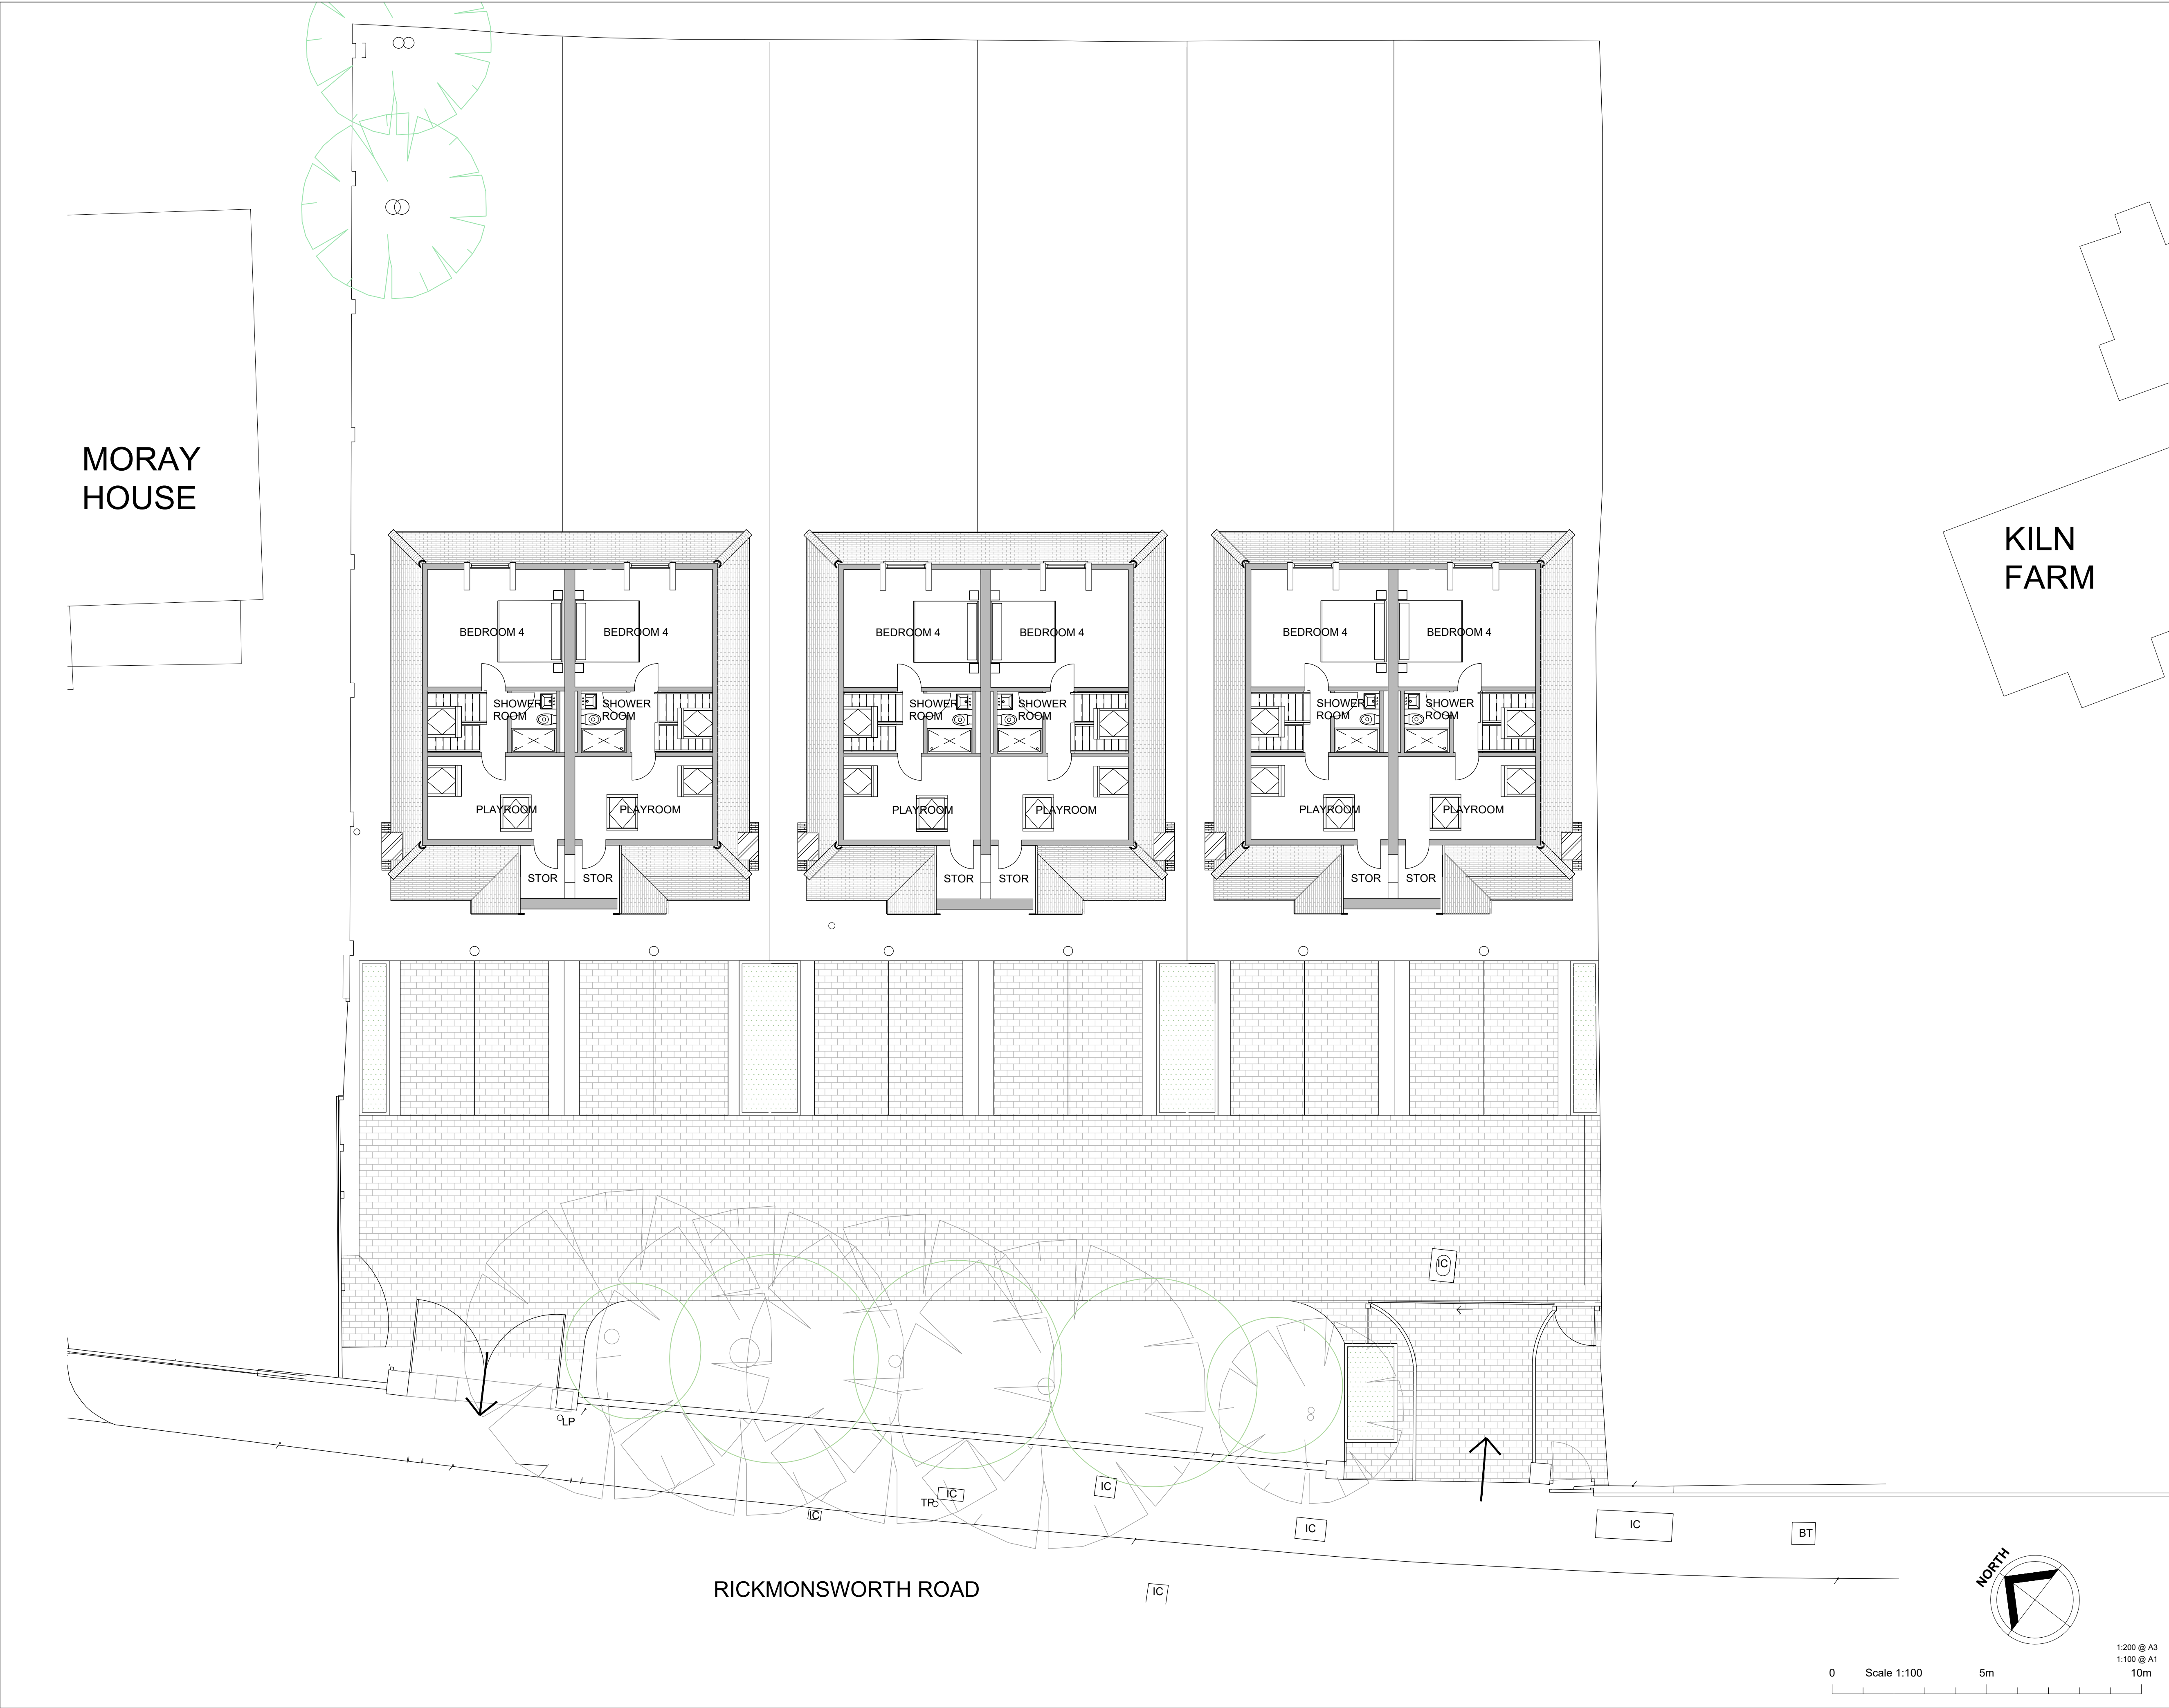 MORAY
HOUSE
KILN
FARM
BEDROOM 4
BEDROOM 4
BEDROOM 4
BEDROOM 4
BEDROOM 4
BEDROOM 4
SHOWER
ROOM
SHOWER
ROOM
SHOWER
ROOM
SHOWER
ROOM
SHOWER
ROOM
SHOWER
ROOM
PLAYROOM
PLAYROOM
PLAYROOM
PLAYROOM
PLAYROOM
PLAYROOM
STOR
STOR
STOR
STOR
STOR
STOR
IC
LP
TP
IC
IC
IC
IC
IC
BT
IC
RICKMONSWORTH ROAD
NORTH
1:200 @ A3
1:100 @ A1
0 Scale 1:100 5m 10m